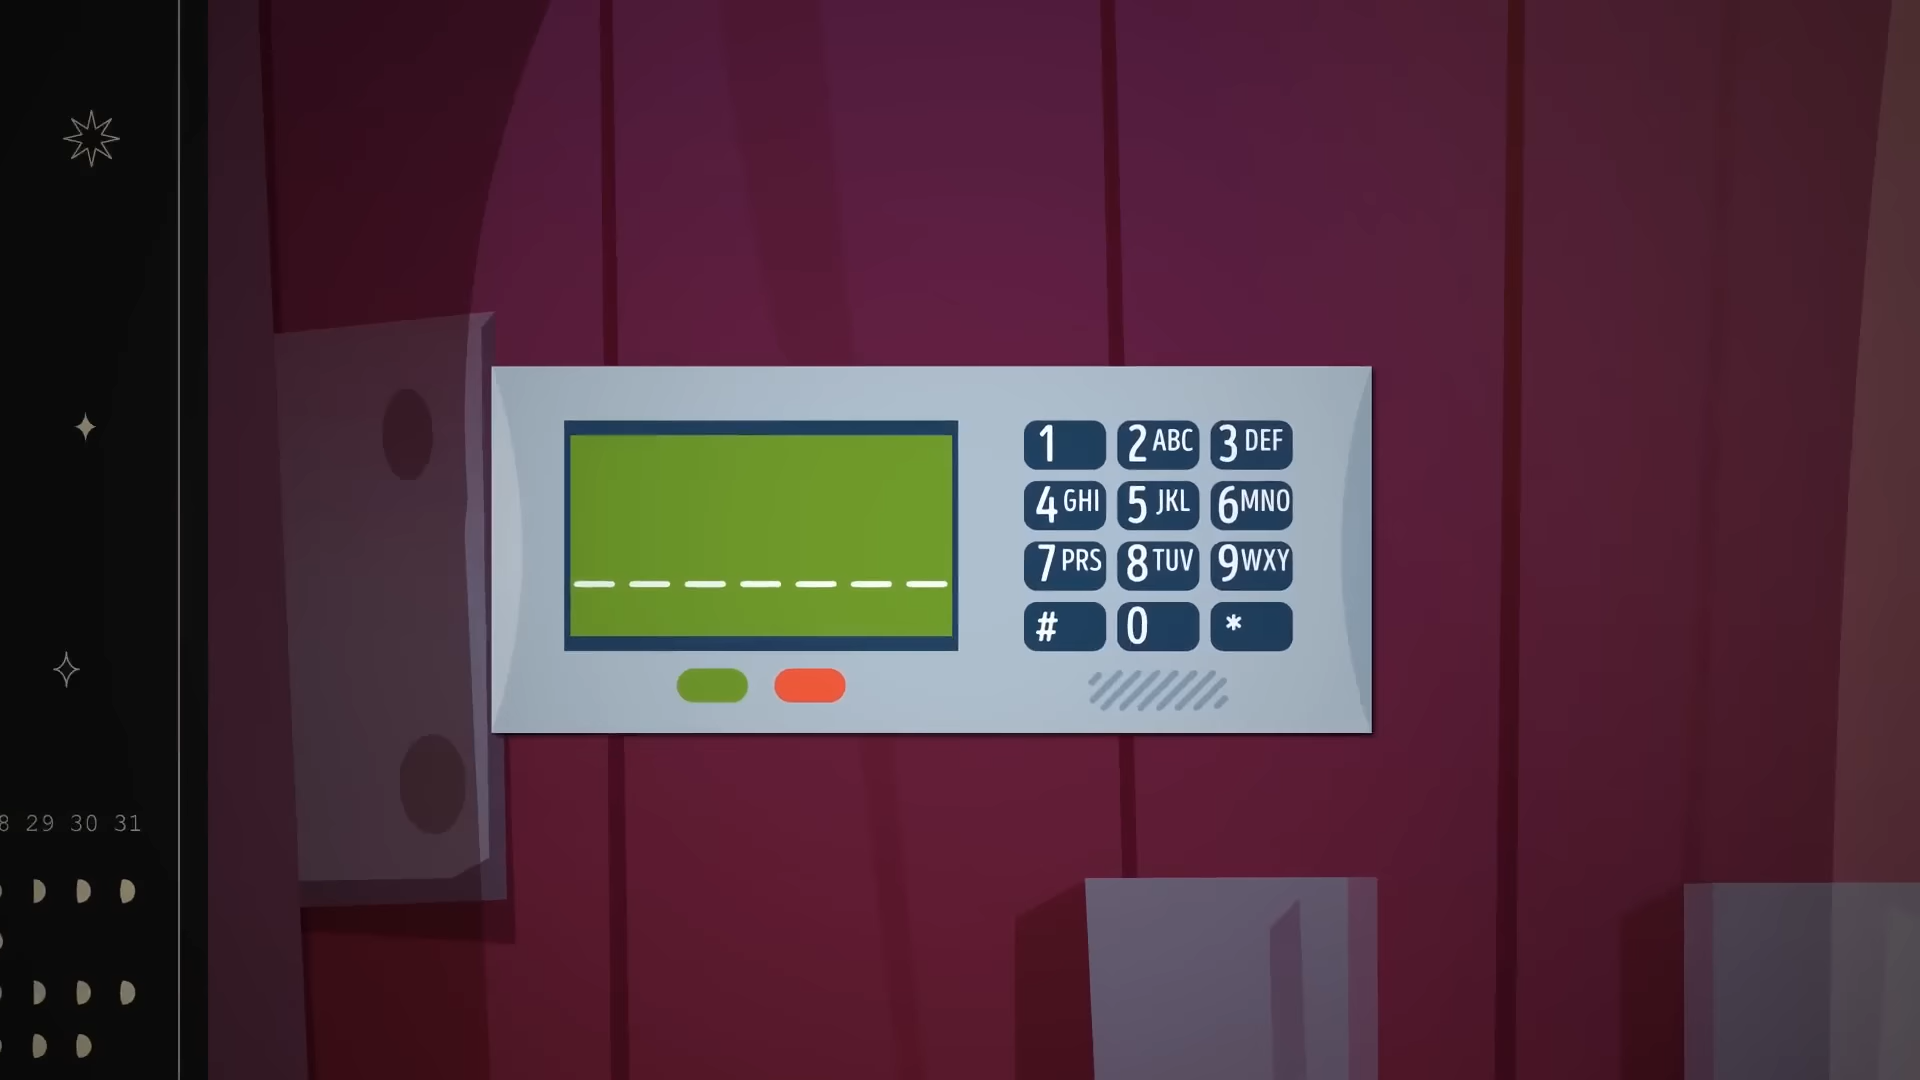 1 2 ABC 3 DEF
4 GHI 5 JKL 6 MNO
7 PRS 8 TUV 9 WXY
# 0 *
29 30 31